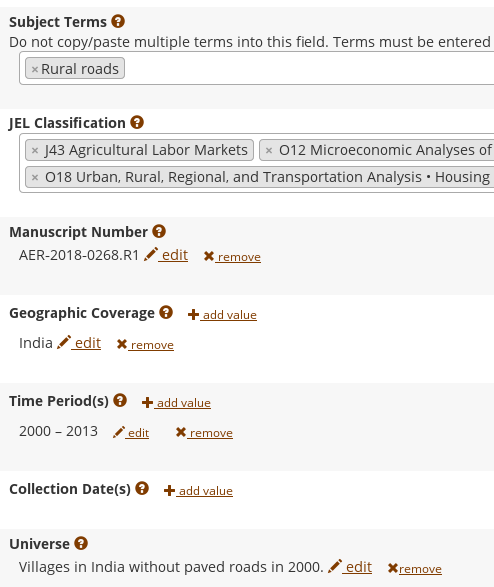 Subject Terms ?
Do not copy/paste multiple terms into this field. Terms must be entered
× Rural roads
JEL Classification ?
× J43 Agricultural Labor Markets × O12 Microeconomic Analyses of
× O18 Urban, Rural, Regional, and Transportation Analysis • Housing
Manuscript Number ?
AER-2018-0268.R1 edit remove
Geographic Coverage ? add value
India edit remove
Time Period(s) ? add value
2000 – 2013 edit remove
Collection Date(s) ? add value
Universe ?
Villages in India without paved roads in 2000. edit remove